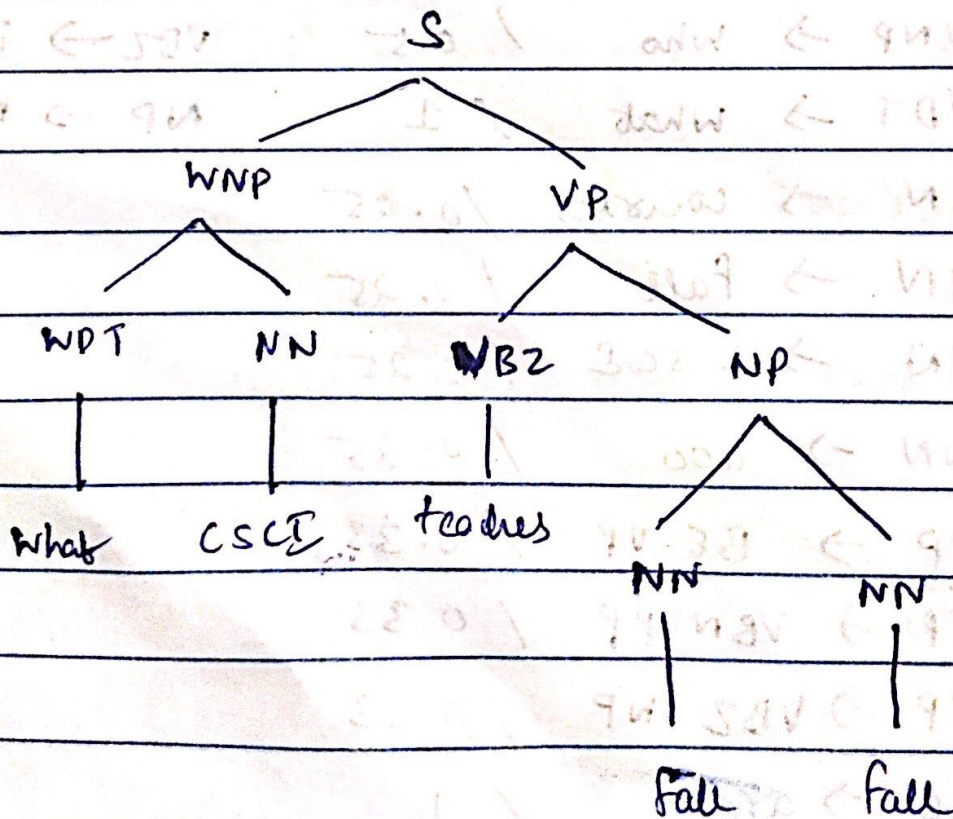 S
WNP VP
WDT NN VBZ NP
What CSCI teaches
NN NN
Fall Fall